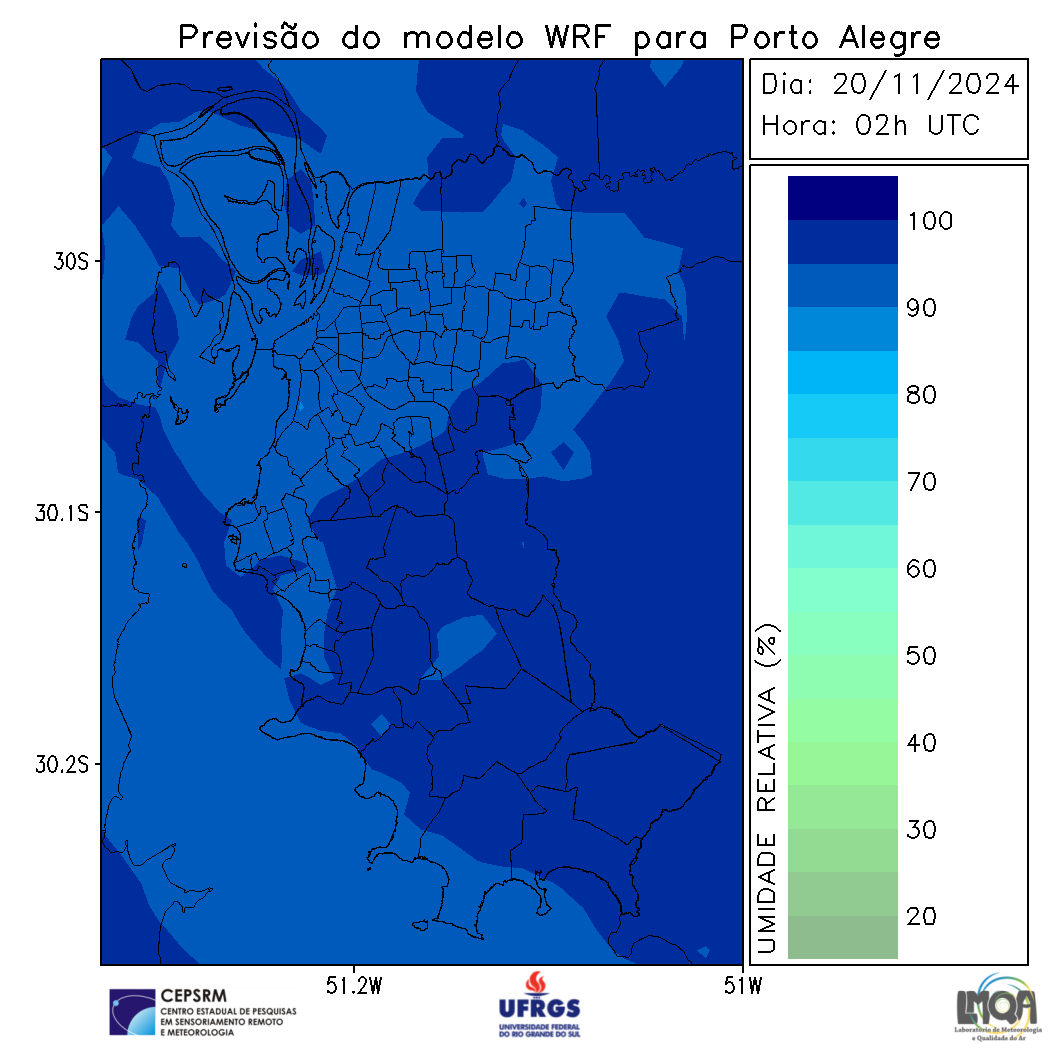 Previsão do modelo WRF para Porto Alegre
Dia: 20/11/2024
Hora: 02h UTC
100
90
80
70
60
50
40
30
20
UMIDADE RELATIVA (%)
30S
30.1S
30.2S
51.2W
51W
CEPSRM
CENTRO ESTADUAL DE PESQUISAS
EM SENSORIAMENTO REMOTO
E METEOROLOGIA
UFRGS
UNIVERSIDADE FEDERAL
DO RIO GRANDE DO SUL
LMQA
Laboratório de Meteorologia
e Qualidade do Ar